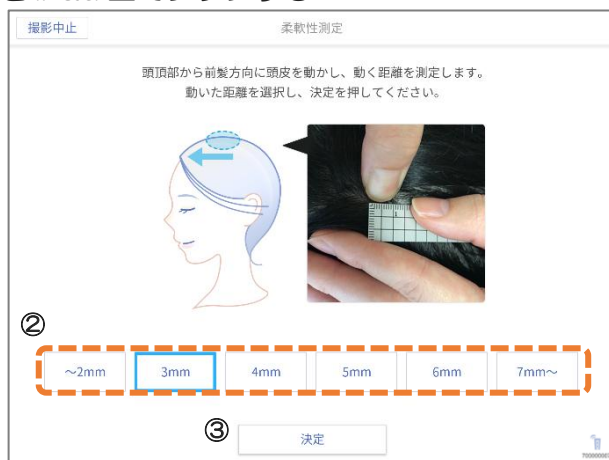 撮影中止
柔軟性測定
頭頂部から前髪方向に頭皮を動かし、動く距離を測定します。
動いた距離を選択し、決定を押してください。
②
～2mm
3mm
4mm
5mm
6mm
7mm～
③
決定